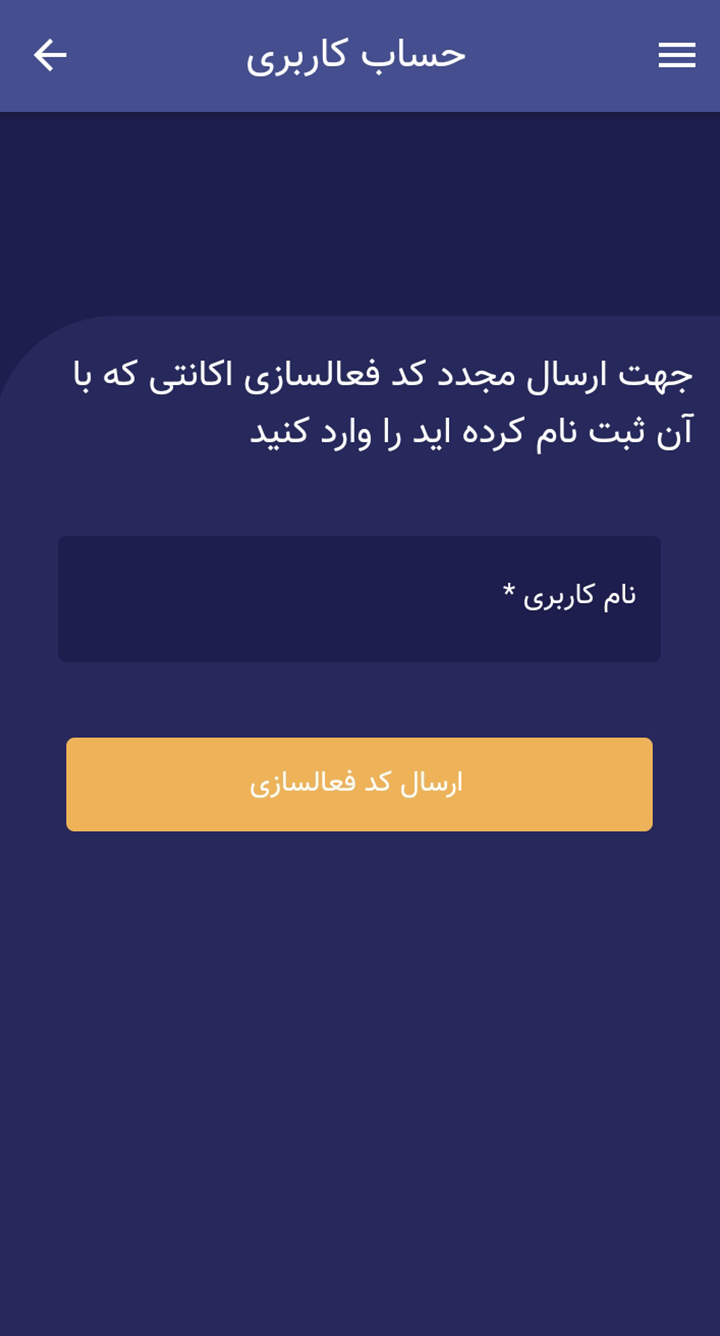 حساب کاربری
جهت ارسال مجدد کد فعالسازی اکانتی که با
آن ثبت نام کرده اید را وارد کنید
نام کاربری *
ارسال کد فعالسازی